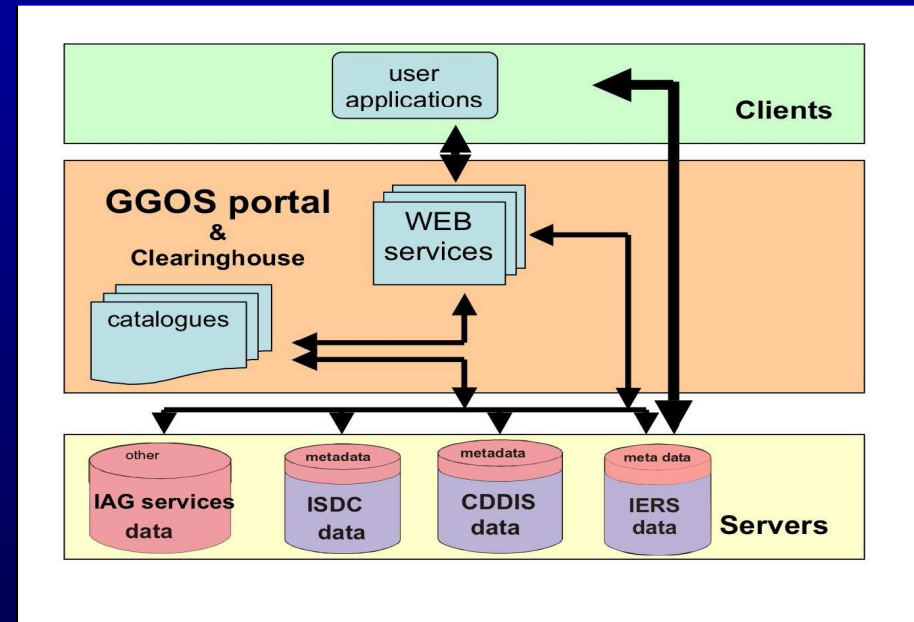 user
applications
Clients
GGOS portal
&
Clearinghouse
WEB
services
catalogues
other
IAG services
data
metadata
ISDC
data
metadata
CDDIS
data
meta data
IERS
data
Servers